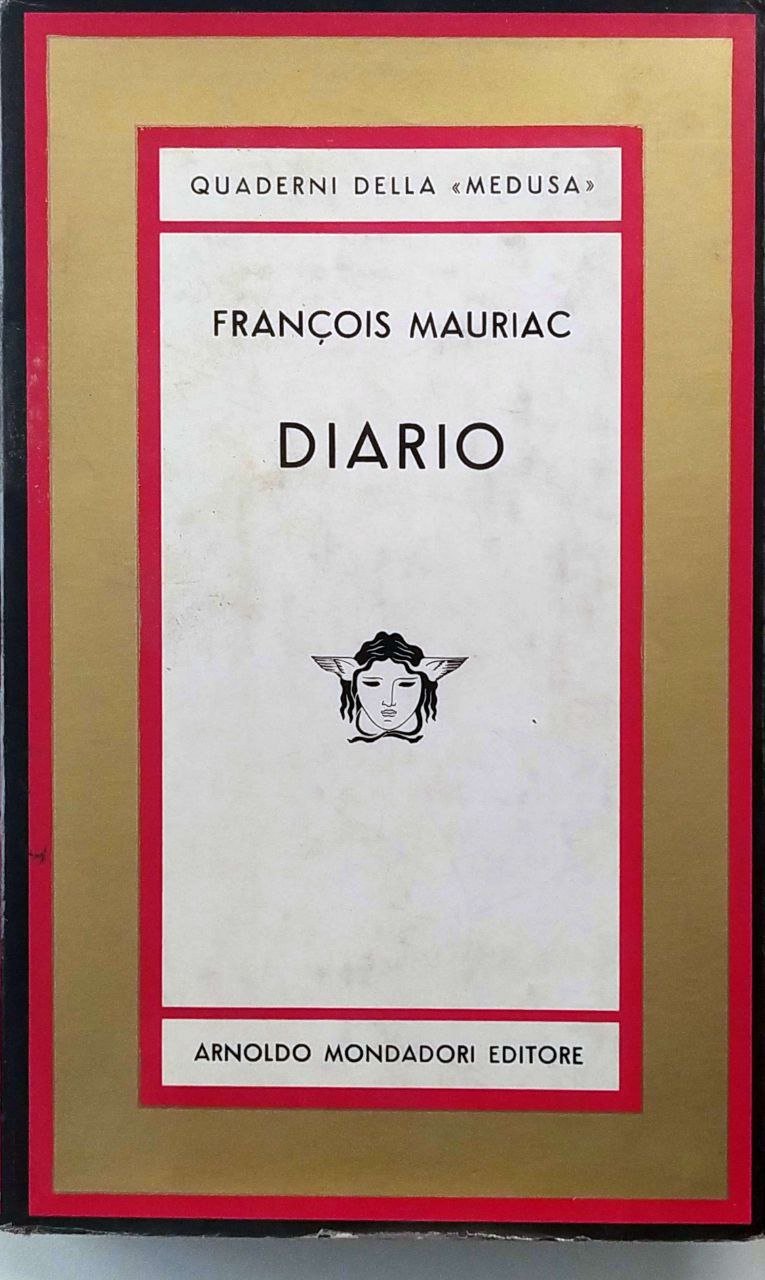 QUADERNI DELLA «MEDUSA»
FRANÇOIS MAURIAC
DIARIO
ARNOLDO MONDADORI EDITORE